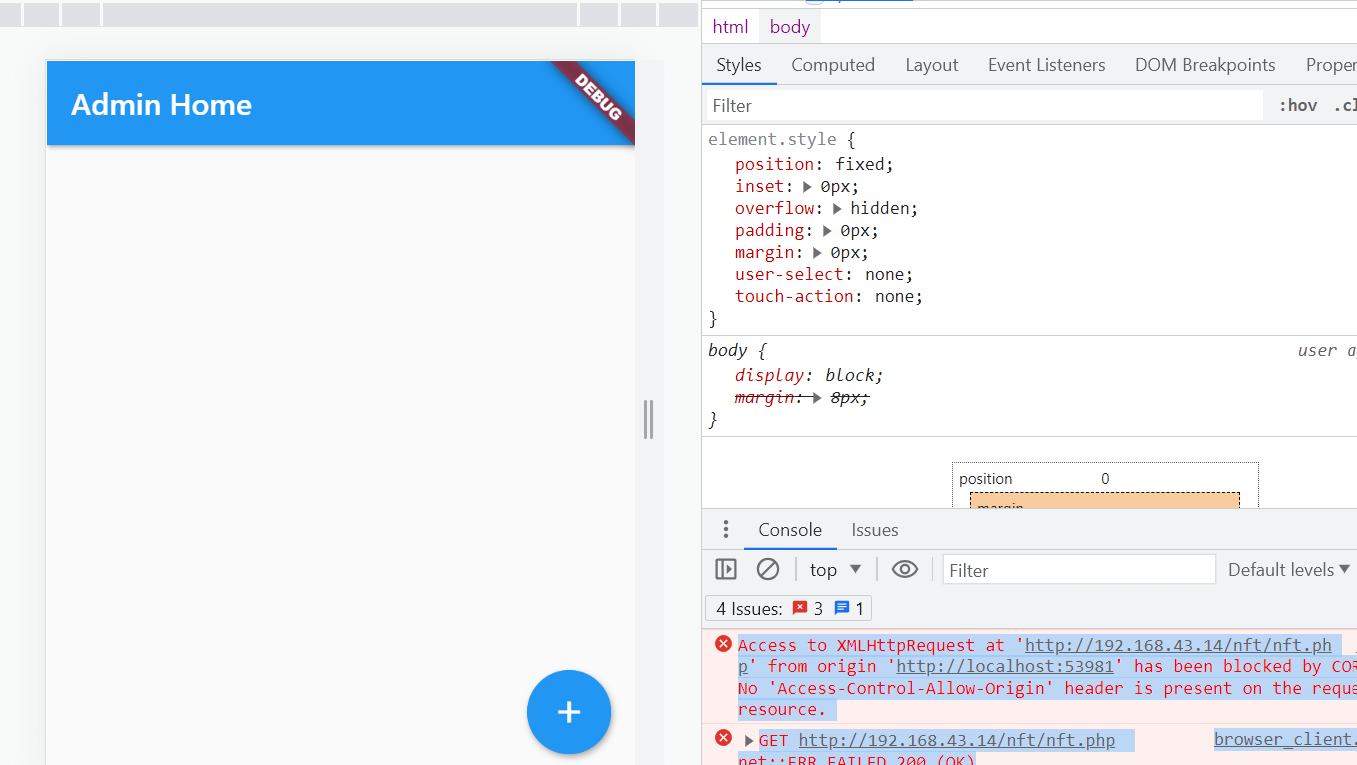 Admin Home
DEBUG
+
html body
Styles Computed Layout Event Listeners DOM Breakpoints
Filter
:hov
element.style {
position: fixed;
inset: 0px;
overflow: hidden;
padding: 0px;
margin: 0px;
user-select: none;
touch-action: none;
}
body {
user
display: block;
margin: 8px;
}
position 0
margin
Console Issues
top
Filter
Default levels
4 Issues: 3 1
Access to XMLHttpRequest at 'http://192.168.43.14/nft/nft.ph
p' from origin 'http://localhost:53981' has been blocked by
No 'Access-Control-Allow-Origin' header is present on the
resource.
GET http://192.168.43.14/nft/nft.php
browser_client.
net::ERR_FAILED 200 (OK)